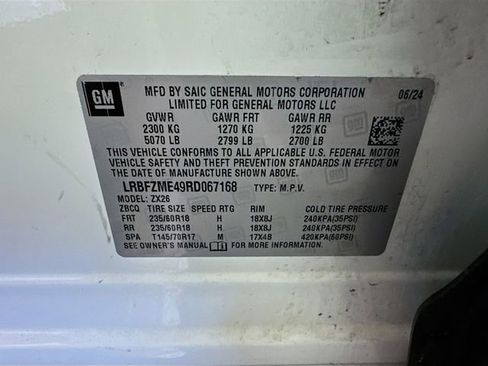 GM
MFD BY SAIC GENERAL MOTORS CORPORATION 06/24
LIMITED FOR GENERAL MOTORS LLC
GVWR GAWR FRT GAWR RR
2300 KG 1270 KG 1225 KG
5070 LB 2799 LB 2700 LB
THIS VEHICLE CONFORMS TO ALL APPLICABLE U.S. FEDERAL MOTOR
VEHICLE SAFETY AND THEFT PREVENTION STANDARDS IN EFFECT ON
THE DATE OF MANUFACTURE SHOWN ABOVE.
LRBFZME49RD067168 TYPE: M.P.V.
MODEL: ZX26
ZBCQ TIRE SIZE SPEED RTG RIM COLD TIRE PRESSURE
FRT 235/60R18 H 18X8J 240KPA(35PSI)
RR 235/60R18 H 18X8J 240KPA(35PSI)
SPA T145/70R17 M 17X4B 420KPA(60PSI)
SEE OWNER'S MANUAL FOR MORE INFORMATION.